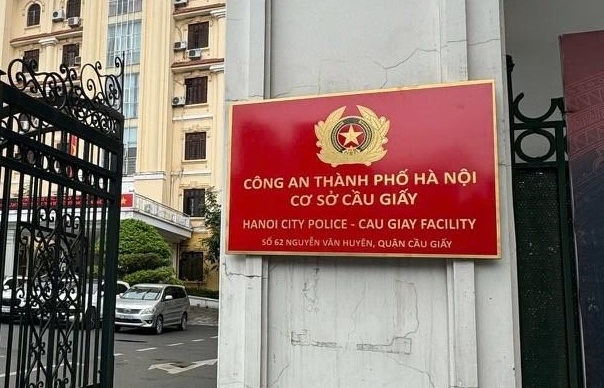 CÔNG AN THÀNH PHỐ HÀ NỘI
CƠ SỞ CẦU GIẤY
HANOI CITY POLICE - CAU GIAY FACILITY
SỐ 62 NGUYỄN VĂN HUYÊN, QUẬN CẦU GIẤY